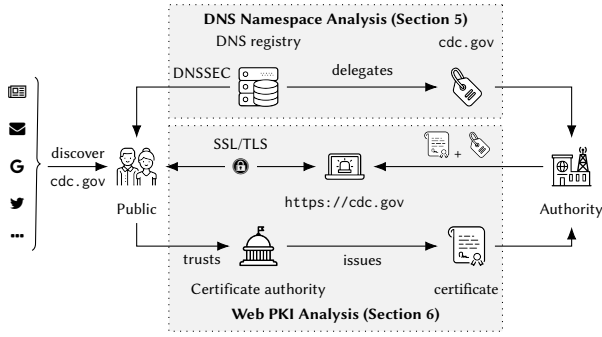 DNS Namespace Analysis (Section 5)
DNS registry
cdc.gov
DNSSEC
delegates
discover
cdc.gov
SSL/TLS
+
G
Public
https://cdc.gov
Authority
trusts
issues
Certificate authority
certificate
Web PKI Analysis (Section 6)